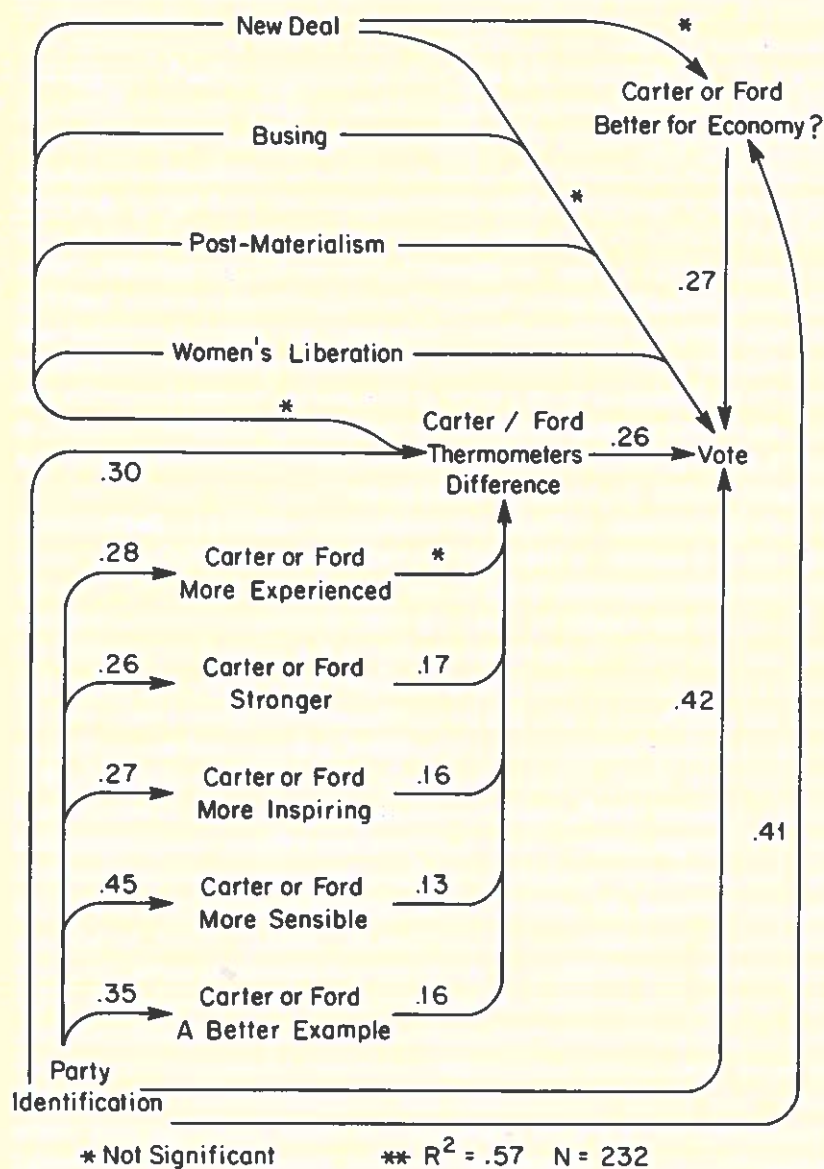 New Deal
*
Carter or Ford
Better for Economy?
Busing
*
Post-Materialism
.27
Women's Liberation
*
Carter / Ford
Thermometers
Difference
.26
Vote
.30
.28
Carter or Ford
More Experienced
*
.26
Carter or Ford
Stronger
.17
.42
.27
Carter or Ford
More Inspiring
.16
.41
.45
Carter or Ford
More Sensible
.13
.35
Carter or Ford
A Better Example
.16
Party
Identification
* Not Significant ** R² = .57 N = 232